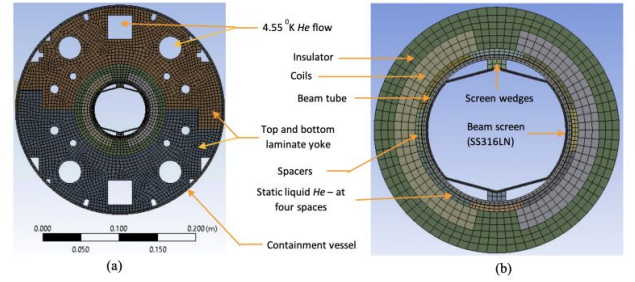 4.55 ⁰K He flow
Insulator
Coils
Beam tube
Screen wedges
Top and bottom
laminate yoke
Beam screen
(SS316LN)
Spacers
Static liquid He – at
four spaces
Containment vessel
0.000 0.100 0.200 (m)
0.050 0.150
(a)
(b)